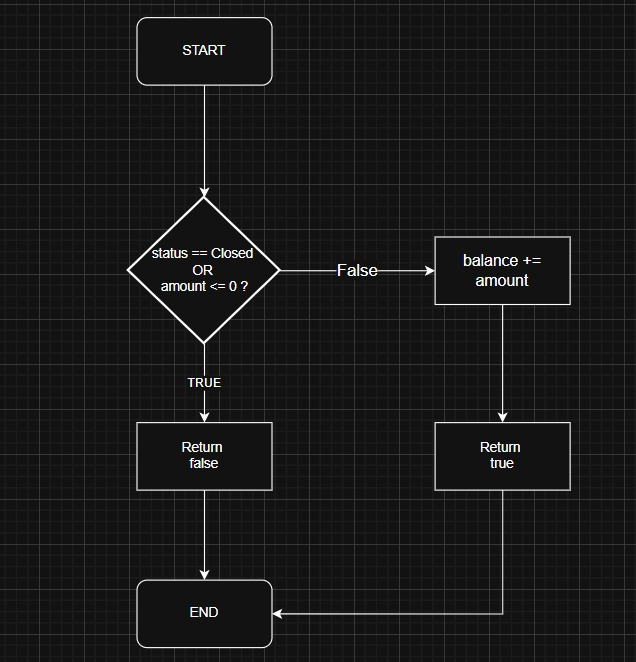 START
status == Closed
OR
amount <= 0 ?
False
balance +=
amount
TRUE
Return
false
Return
true
END